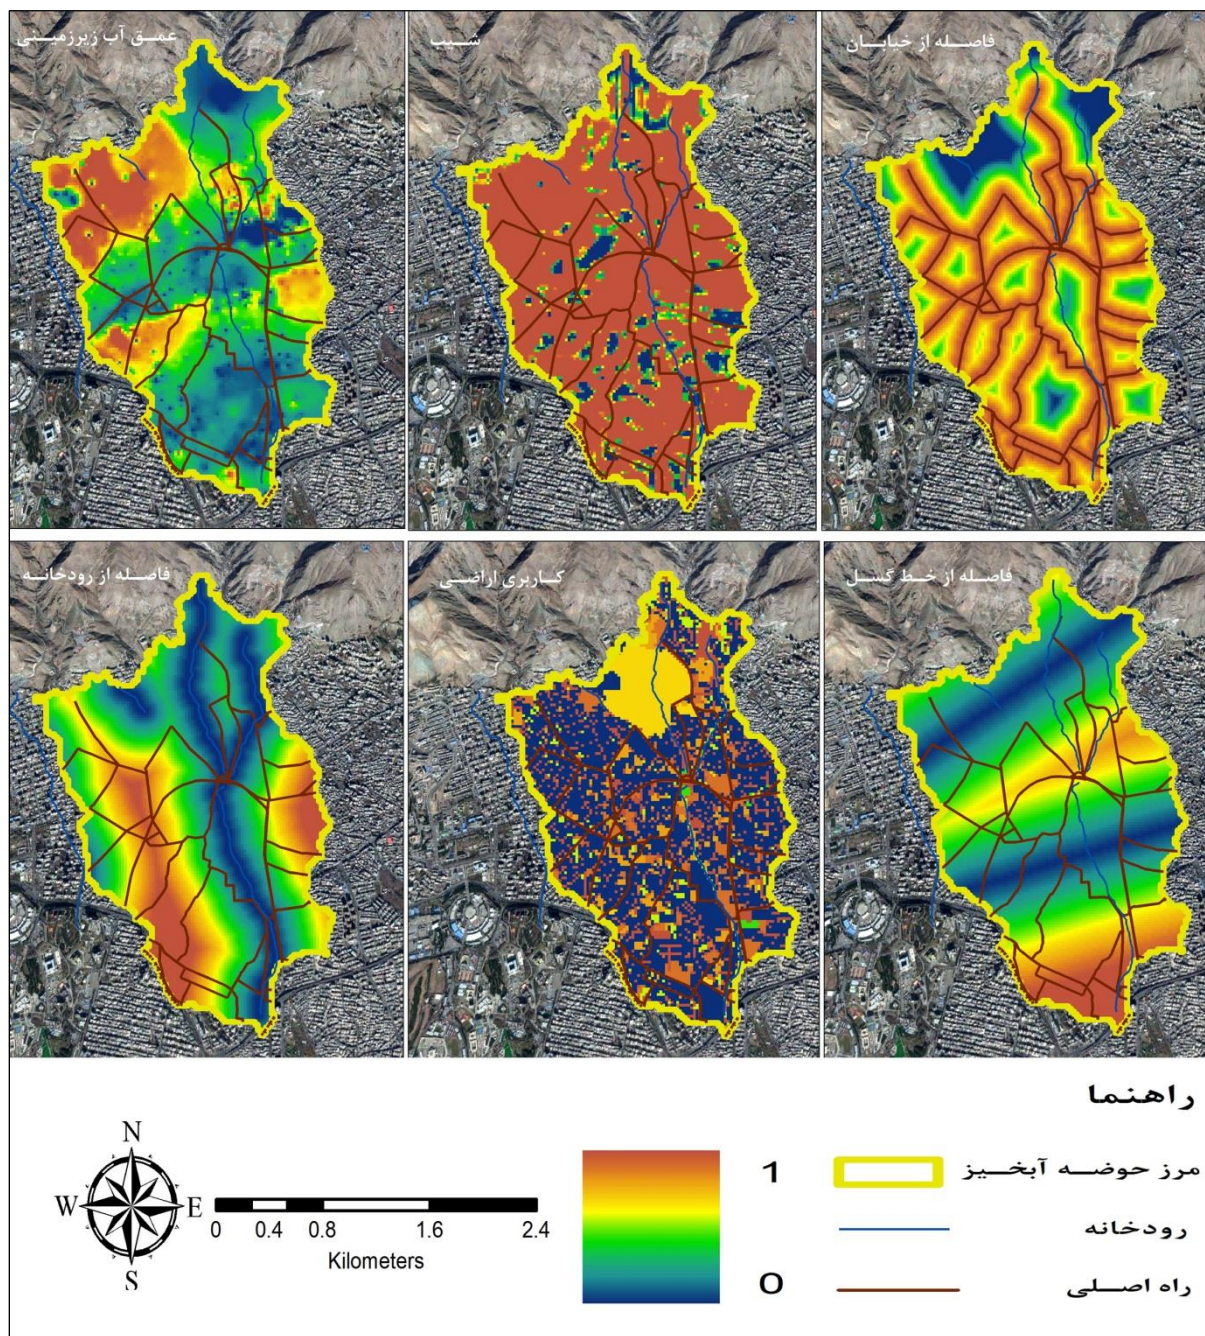 فاصله از خیابان
شیب
عمق آب زیرزمینی
فاصله از خط گسل
کاربری اراضی
فاصله از رودخانه
راهنما
مرز حوضه آبخیز
رودخانه
راه اصلی
1
0
N
W
E
S
0 0.4 0.8 1.6 2.4
Kilometers